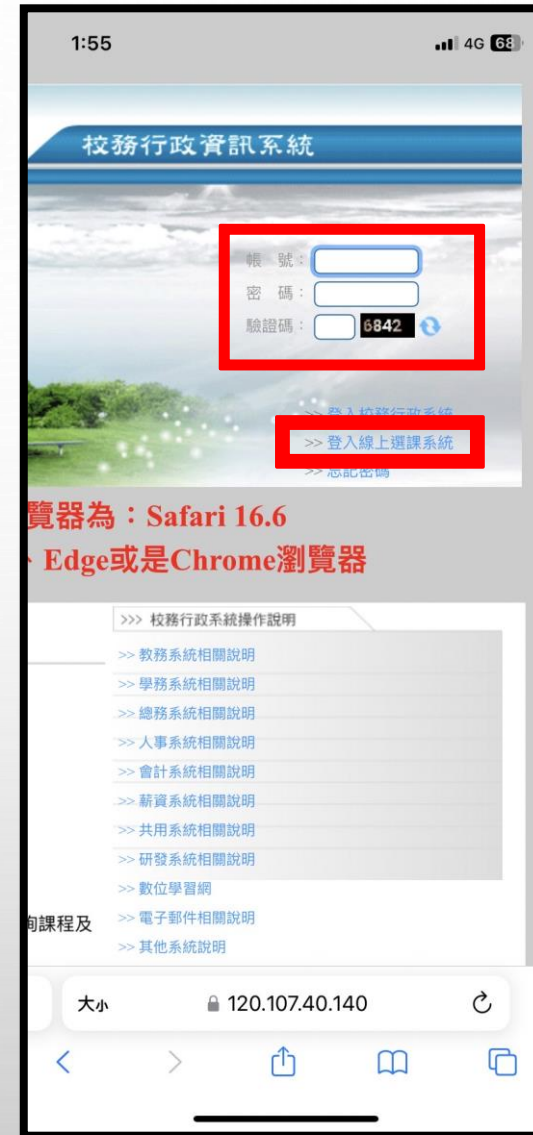 1:55
4G 68
校務行政資訊系統
帳 號：
密 碼：
驗證碼： 6842
>> 登入校務行政系統
>> 登入線上選課系統
>> 忘記密碼
覽器為：Safari 16.6
、Edge或是Chrome瀏覽器
>>> 校務行政系統操作說明
>> 教務系統相關說明
>> 學務系統相關說明
>> 總務系統相關說明
>> 人事系統相關說明
>> 會計系統相關說明
>> 薪資系統相關說明
>> 共用系統相關說明
>> 研發系統相關說明
>> 數位學習網
詢課程及
>> 電子郵件相關說明
>> 其他系統說明
大小
120.107.40.140